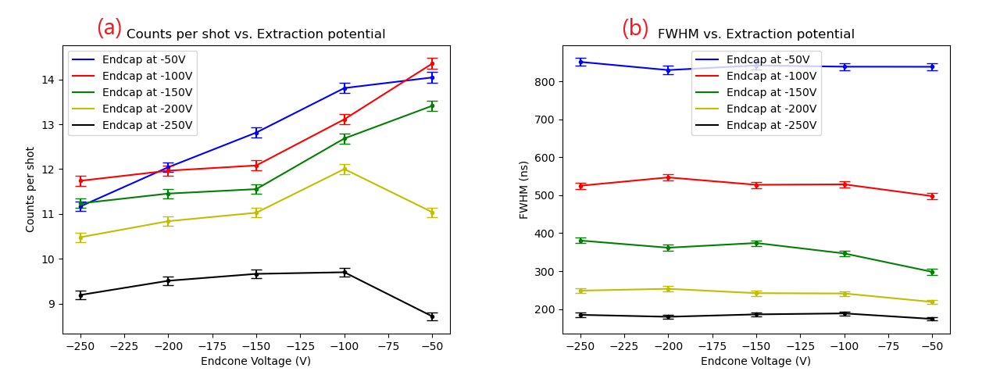 (a)
Counts per shot vs. Extraction potential
Endcap at -50V
Endcap at -100V
Endcap at -150V
Endcap at -200V
Endcap at -250V
Counts per shot
14
13
12
11
10
9
−250 −225 −200 −175 −150 −125 −100 −75 −50
Endcone Voltage (V)
(b)
FWHM vs. Extraction potential
Endcap at -50V
Endcap at -100V
Endcap at -150V
Endcap at -200V
Endcap at -250V
FWHM (ns)
800
700
600
500
400
300
200
−250 −225 −200 −175 −150 −125 −100 −75 −50
Endcone Voltage (V)